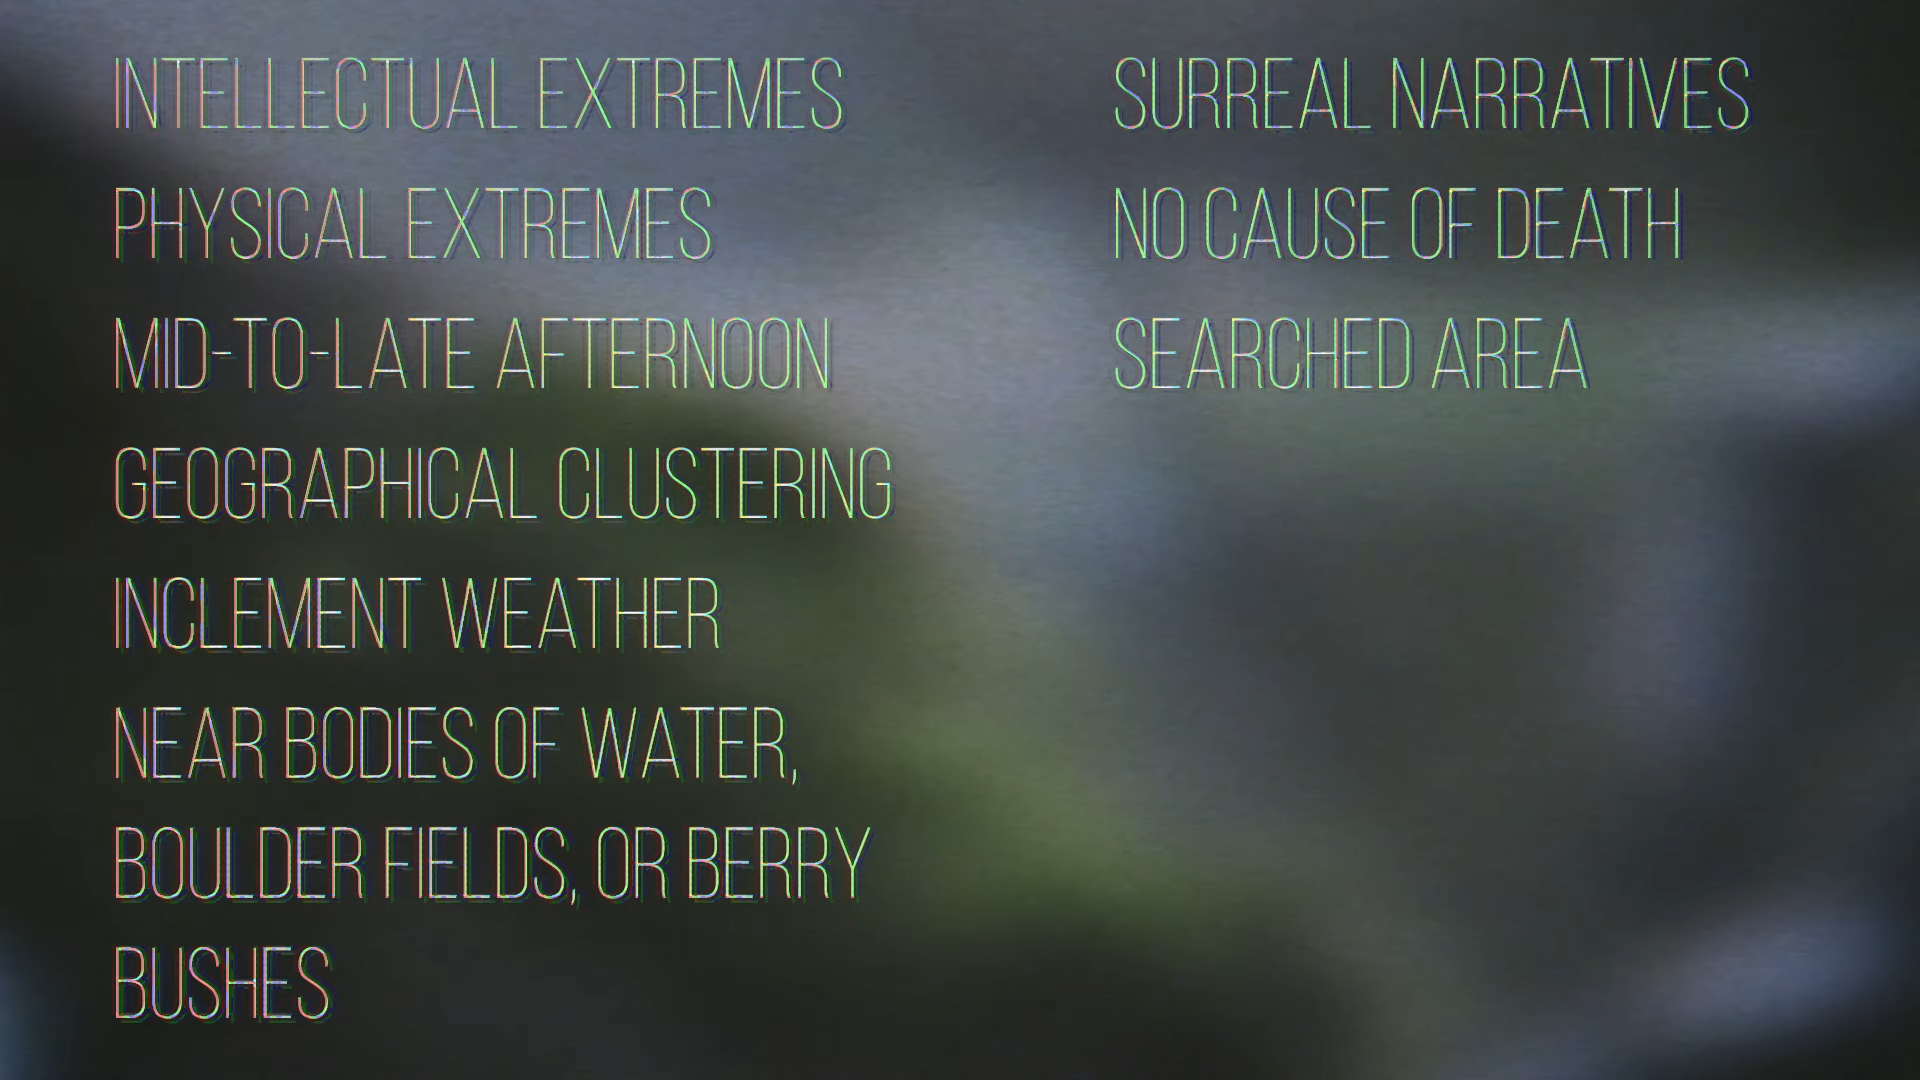 INTELLECTUAL EXTREMES
PHYSICAL EXTREMES
MID-TO-LATE AFTERNOON
GEOGRAPHICAL CLUSTERING
INCLEMENT WEATHER
NEAR BODIES OF WATER,
BOULDER FIELDS, OR BERRY
BUSHES
SURREAL NARRATIVES
NO CAUSE OF DEATH
SEARCHED AREA